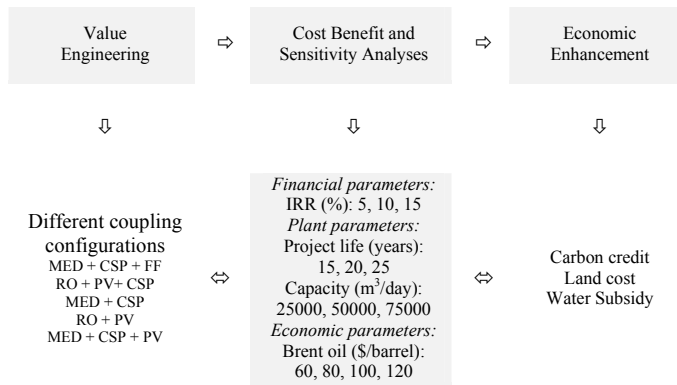 Value
Engineering
⇨
Cost Benefit and
Sensitivity Analyses
⇨
Economic
Enhancement
⇩
⇩
⇩
Different coupling
configurations
MED + CSP + FF
RO + PV+ CSP
MED + CSP
RO + PV
MED + CSP + PV
⇔
Financial parameters:
IRR (%): 5, 10, 15
Plant parameters:
Project life (years):
15, 20, 25
Capacity (m³/day):
25000, 50000, 75000
Economic parameters:
Brent oil ($/barrel):
60, 80, 100, 120
⇔
Carbon credit
Land cost
Water Subsidy